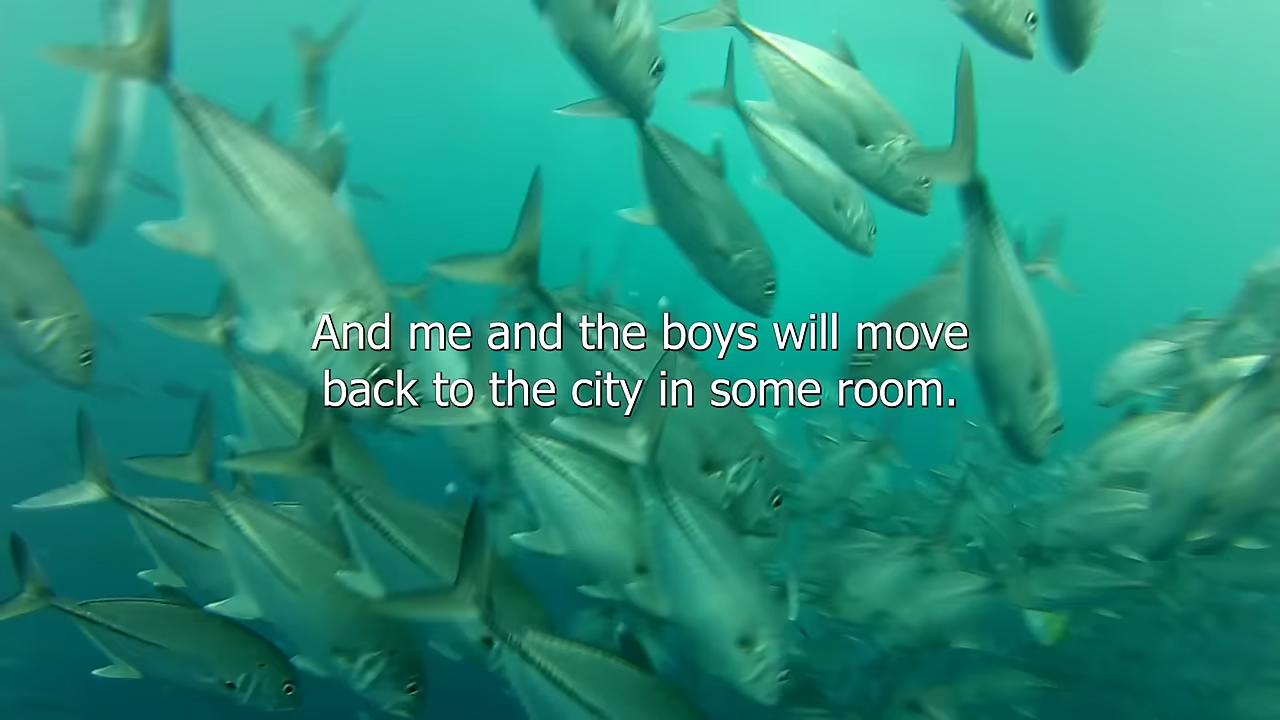 And me and the boys will move
back to the city in some room.